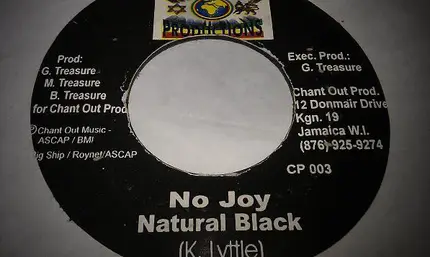 PRODUCTIONS
Prod:
G. Treasure
M. Treasure
B. Treasure
for Chant Out Prod
℗Chant Out Music -
ASCAP / BMI
ig Ship / Roynet/ASCAP
Exec. Prod.:
G. Treasure
Chant Out Prod.
12 Donmair Drive
Kgn. 19
Jamaica W.I.
(876)-925-9274
CP 003
No Joy
Natural Black
(K. Lyttle)